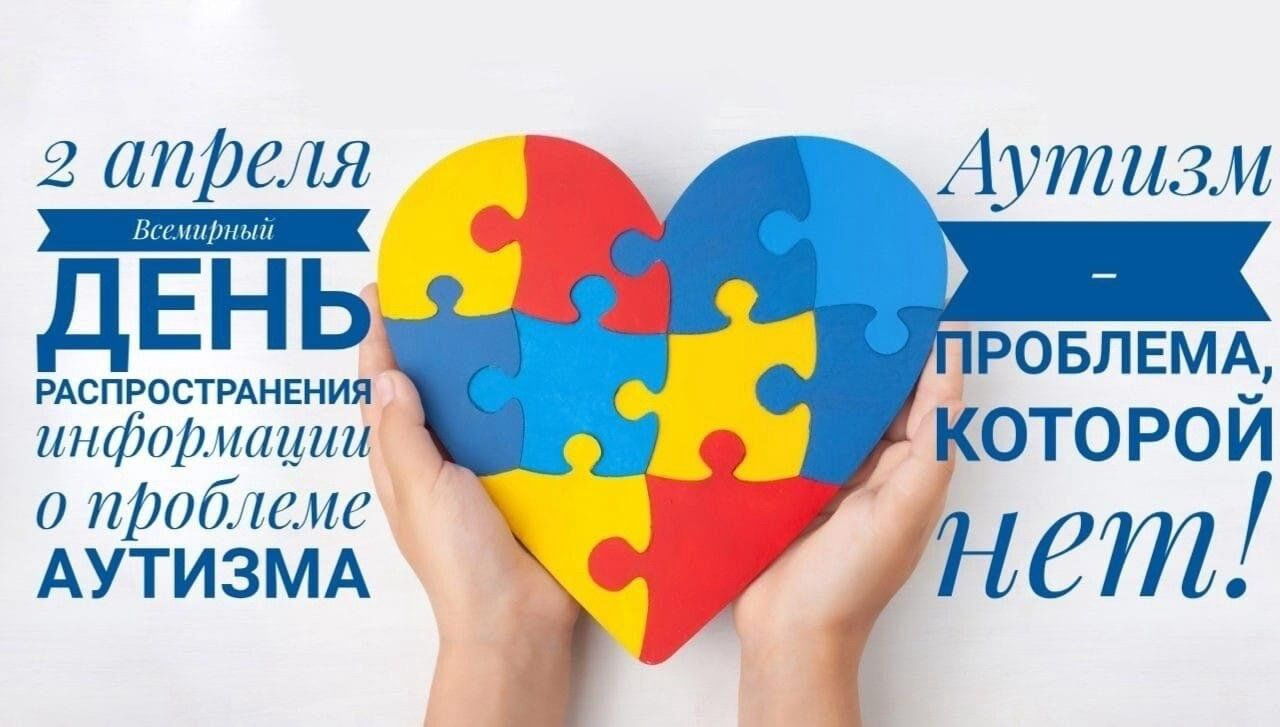 2 апреля
Всемирный
ДЕНЬ
РАСПРОСТРАНЕНИЯ
информации
о проблеме
АУТИЗМА
Аутизм
–
ПРОБЛЕМА,
КОТОРОЙ
нет!